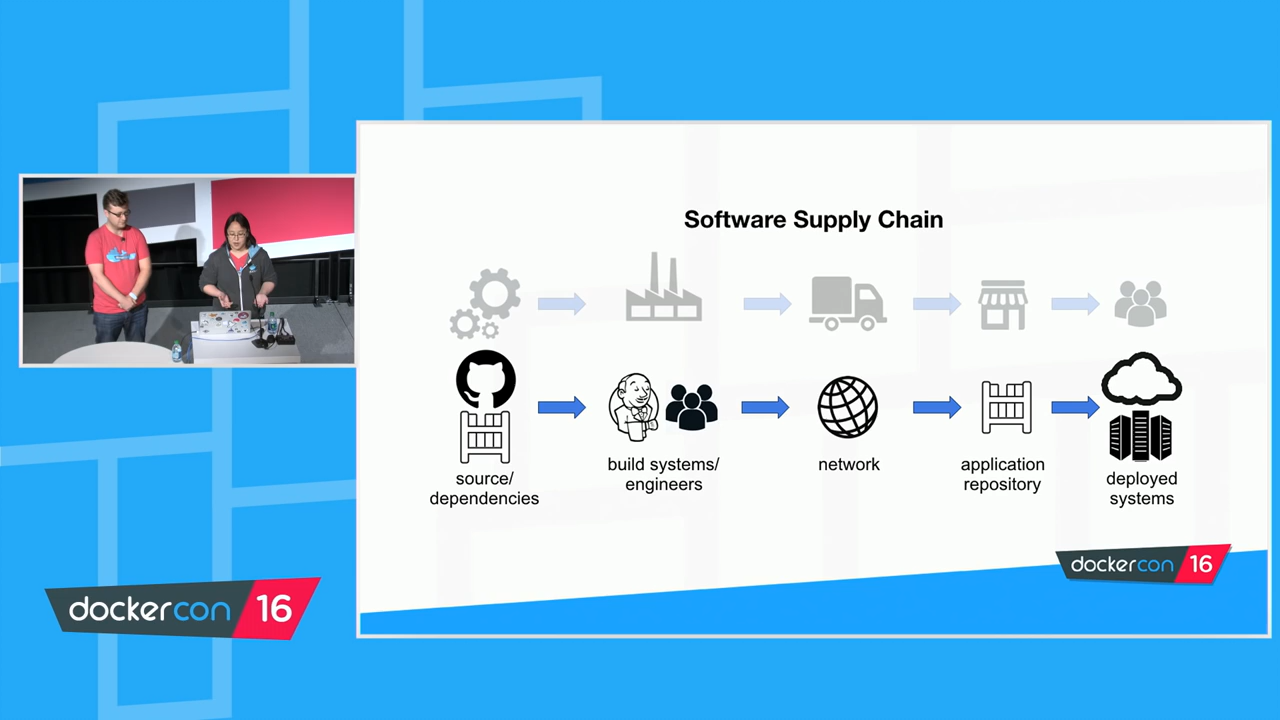 Software Supply Chain
source/
dependencies
build systems/
engineers
network
application
repository
deployed
systems
dockercon 16
dockercon 16